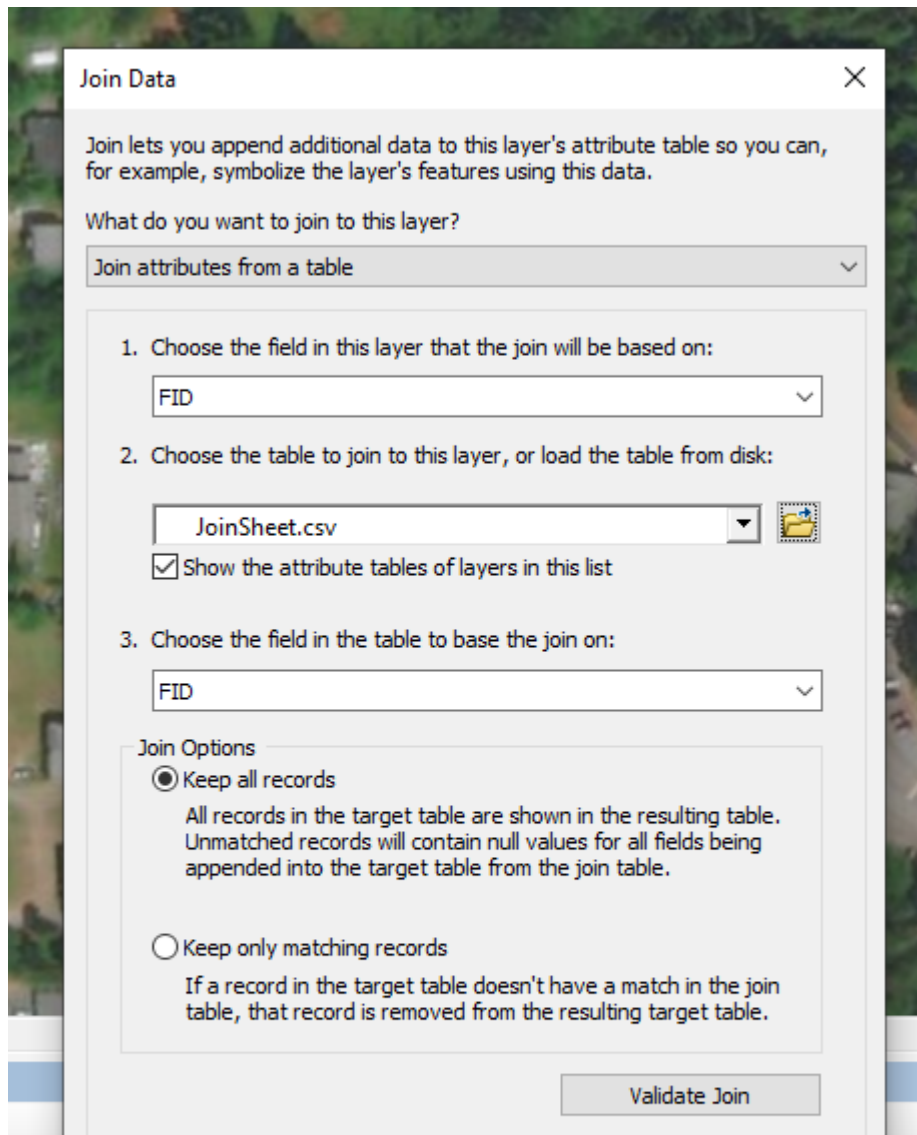 Join Data
Join lets you append additional data to this layer's attribute table so you can,
for example, symbolize the layer's features using this data.
What do you want to join to this layer?
Join attributes from a table
1. Choose the field in this layer that the join will be based on:
FID
2. Choose the table to join to this layer, or load the table from disk:
JoinSheet.csv
Show the attribute tables of layers in this list
3. Choose the field in the table to base the join on:
FID
Join Options
Keep all records
All records in the target table are shown in the resulting table.
Unmatched records will contain null values for all fields being
appended into the target table from the join table.
Keep only matching records
If a record in the target table doesn't have a match in the join
table, that record is removed from the resulting target table.
Validate Join